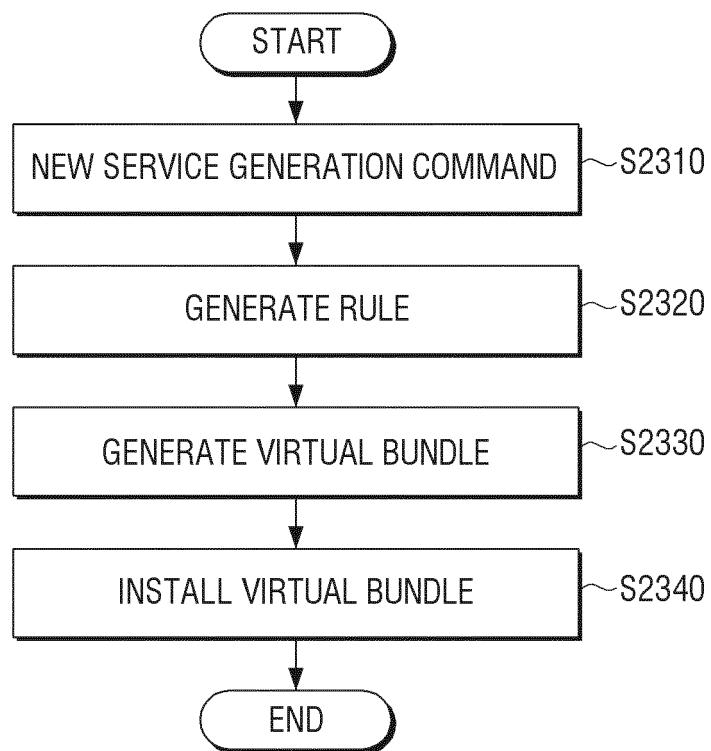 START
NEW SERVICE GENERATION COMMAND
S2310
GENERATE RULE
S2320
GENERATE VIRTUAL BUNDLE
S2330
INSTALL VIRTUAL BUNDLE
S2340
END